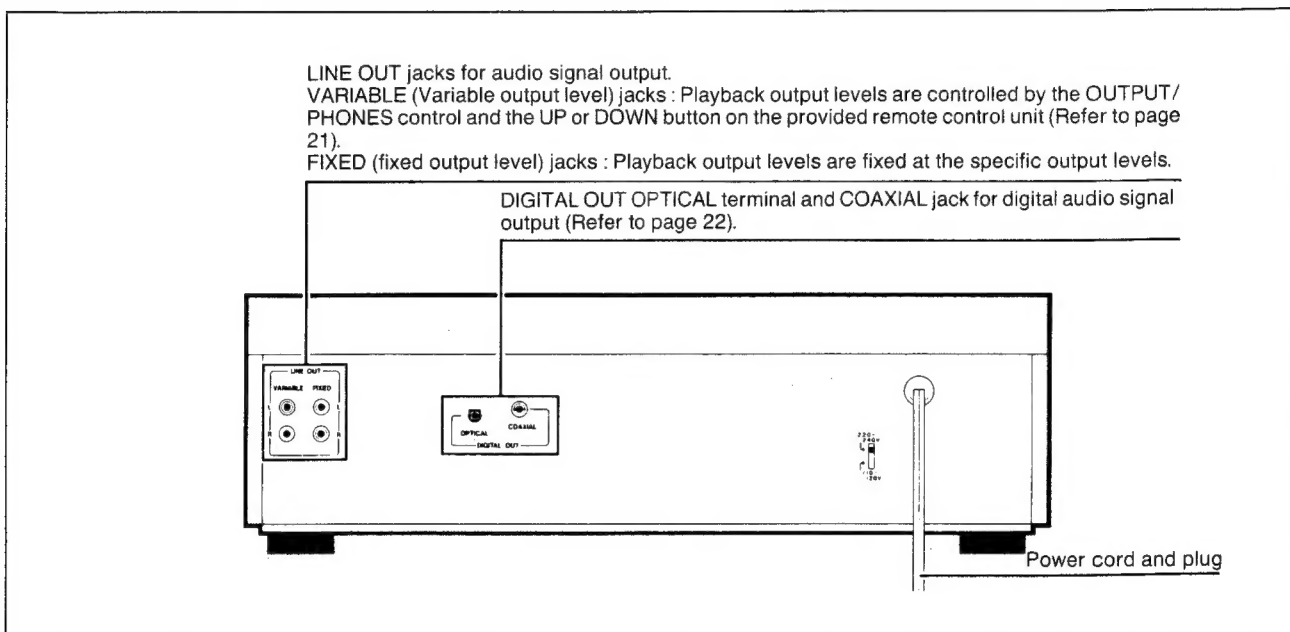 LINE OUT jacks for audio signal output.
VARIABLE (Variable output level) jacks : Playback output levels are controlled by the OUTPUT/
PHONES control and the UP or DOWN button on the provided remote control unit (Refer to page
21).
FIXED (fixed output level) jacks : Playback output levels are fixed at the specific output levels.
DIGITAL OUT OPTICAL terminal and COAXIAL jack for digital audio signal
output (Refer to page 22).
LINE OUT
VARIABLE FIXED
L L
R R
OPTICAL COAXIAL
DIGITAL OUT
220-
240V
Power cord and plug